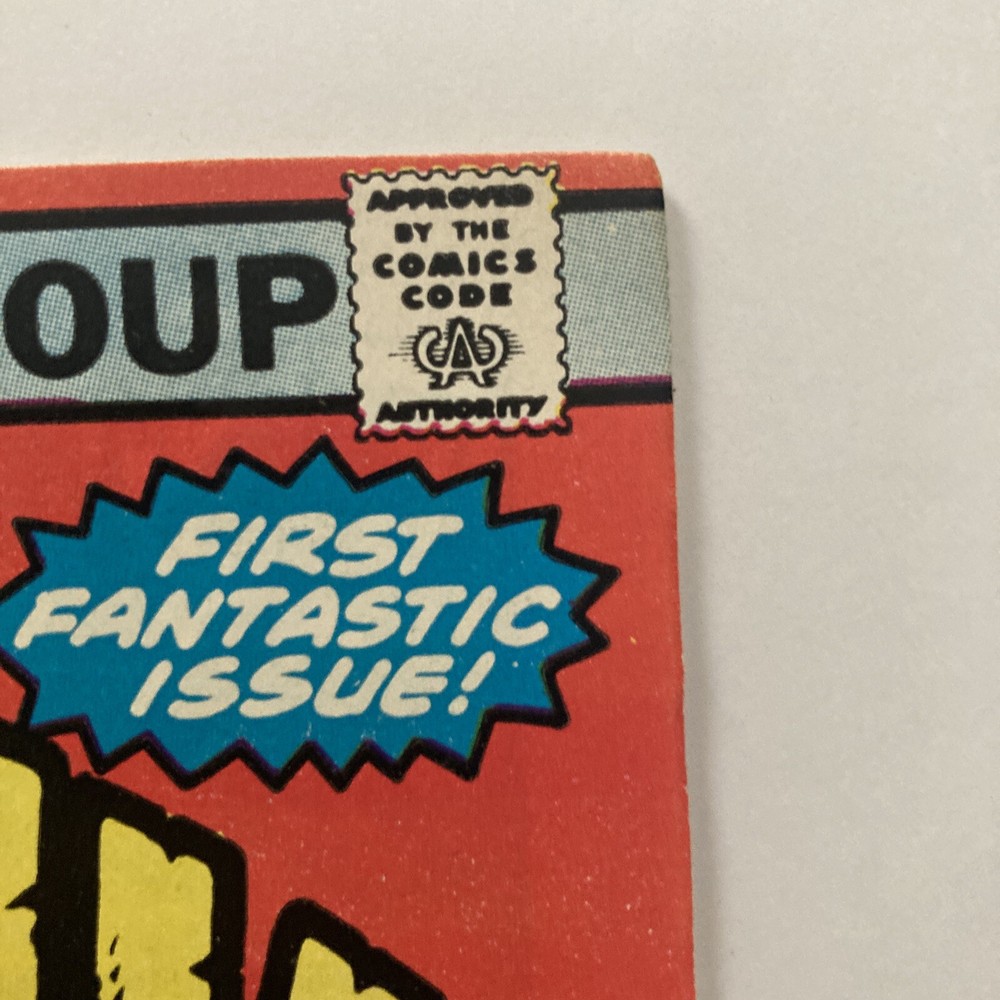 OUP
APPROVED
BY THE
COMICS
CODE
A
AUTHORITY
FIRST
FANTASTIC
ISSUE!